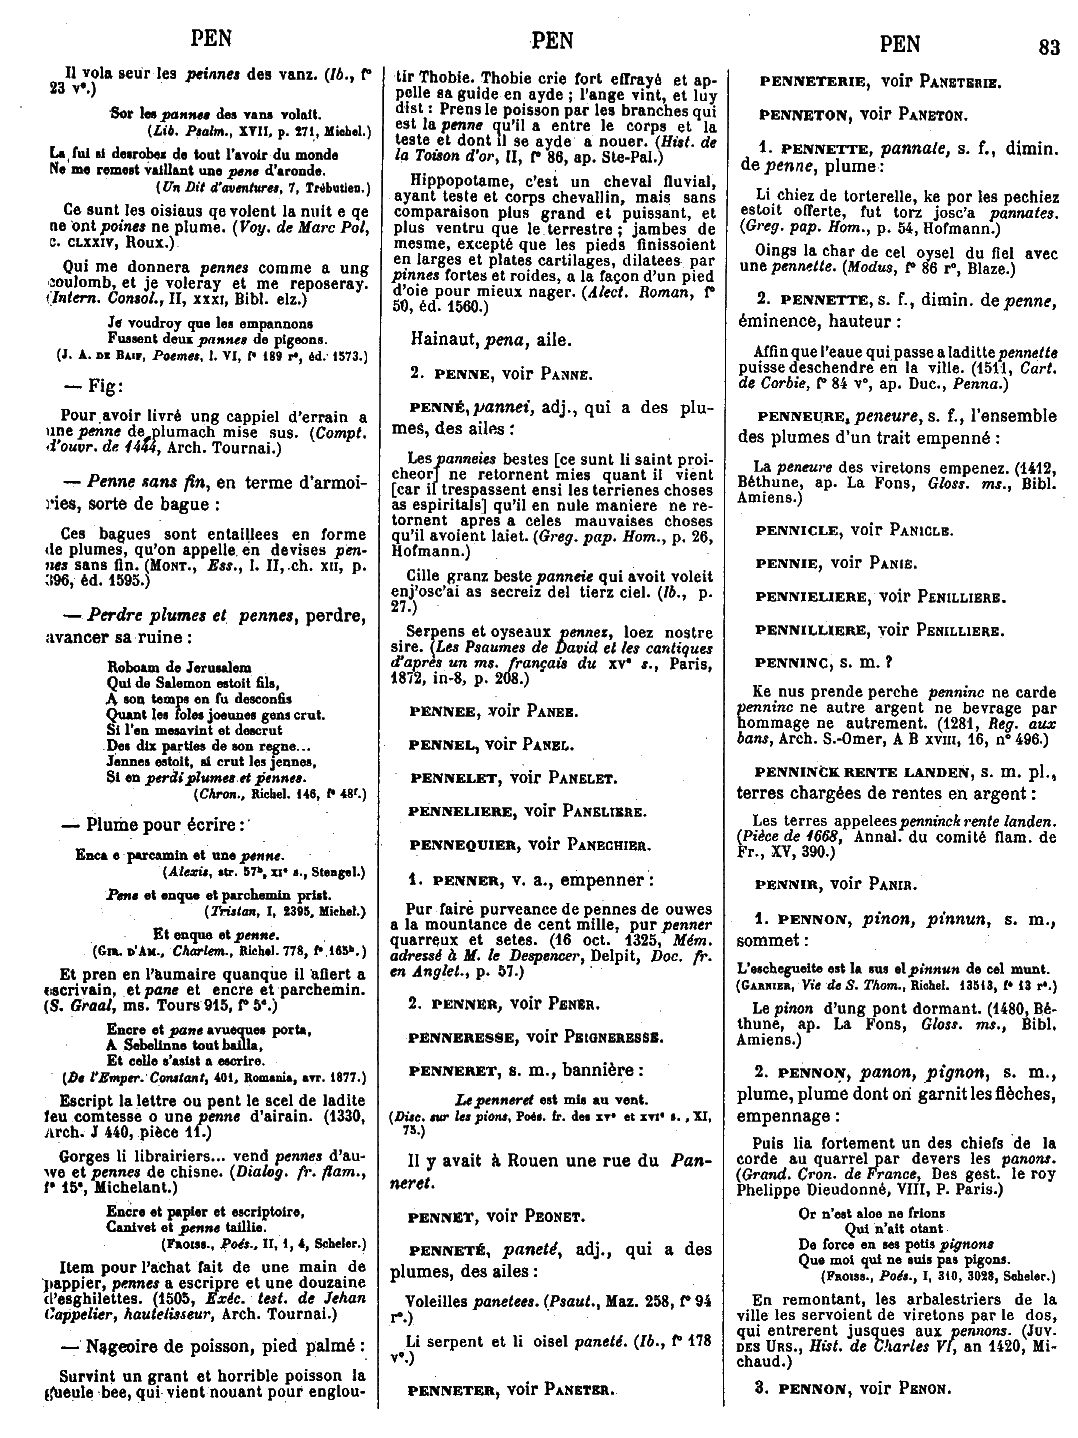 PEN
PEN
PEN
83
Il vola seur les peinnes des vanz. (Ib., f°
23 v°.)
Sor les pannes des vans volait.
(Lib. Psalm., XVII, p. 271, Michel.)
La fui si desrobez de tout l'avoir du monde
Ne me remest vaillant une pene d'aronde.
(Un Dit d'aventures, 7, Trébutien.)
Ce sunt les oisiaus qe volent la nuit e qe
ne ont poines ne plume. (Voy. de Marc Pol,
c. CLXXIV, Roux.)
Qui me donnera pennes comme a ung
coulomb, et je voleray et me reposeray.
(Intern. Consol., II, XXXI, Bibl. elz.)
Je voudroy que les empannons
Fussent deux pannes de pigeons.
(J. A. DE BAIF, Poemes, l. VI, f° 189 r°, éd. 1573.)
— Fig:
Pour avoir livré ung cappiel d'errain a
une penne de plumach mise sus. (Compt.
d'ouvr. de 1444, Arch. Tournai.)
— Penne sans fin, en terme d'armoi-
ries, sorte de bague :
Ces bagues sont entaillees en forme
de plumes, qu'on appelle en devises pen-
nes sans fin. (MONT., Ess., l. II, ch. XII, p.
396, éd. 1595.)
— Perdre plumes et pennes, perdre,
avancer sa ruine :
Roboam de Jerusalem
Qui de Salemon estoit fils,
A son temps en fu desconfis
Quant les foles joeunes gens crut.
Si l'en mesavint et descrut
Des dix parties de son regne...
Jennes estoit, si crut les jennes,
Si en perdi plumes et pennes.
(Chron., Richel. 146, f° 48f.)
— Plume pour écrire :
Enca e parcamin et une penne.
(Alexis, str. 57b, XI° s., Stengel.)
Pene et enque et parchemin prist.
(Tristan, I, 2395, Michel.)
Et enque et penne.
(GIR. D'AM., Charlem., Richel. 778, f° 165b.)
Et pren en l'aumaire quanque il affert a
escrivain, et pane et encre et parchemin.
(S. Graal, ms. Tours 915, f° 5°.)
Encre et pane avueques porta,
A Sebelinne tout bailla,
Et celle s'asist a escrire.
(De l'Emper. Constant, 401, Romania, avr. 1877.)
Escript la lettre ou pent le scel de ladite
feu comtesse o une penne d'airain. (1330,
Arch. J 440, pièce 11.)
Gorges li librairiers... vend pennes d'au-
we et pennes de chisne. (Dialog. fr. flam.,
f° 15°, Michelant.)
Encre et papier et escriptoire,
Canivet et penne taillie.
(FROISS., Poés., II, 1, 4, Scheler.)
Item pour l'achat fait de une main de
pappier, pennes a escripre et une douzaine
d'esghilettes. (1505, Exéc. test. de Jehan
Cappelier, hautelisseur, Arch. Tournai.)
— Nageoire de poisson, pied palmé :
Survint un grant et horrible poisson la
gueule bee, qui vient nouant pour englou-
tir Thobie. Thobie crie fort effrayé et ap-
pelle sa guide en ayde ; l'ange vint, et luy
dist : Prens le poisson par les branches qui
est la penne qu'il a entre le corps et la
teste et dont il se ayde a nouer. (Hist. de
la Toison d'or, II, f° 86, ap. Ste-Pal.)
Hippopotame, c'est un cheval fluvial,
ayant teste et corps chevallin, mais sans
comparaison plus grand et puissant, et
plus ventru que le terrestre ; jambes de
mesme, excepté que les pieds finissoient
en larges et plates cartilages, dilatees par
pinnes fortes et roides, a la façon d'un pied
d'oie pour mieux nager. (Alect. Roman, f°
50, éd. 1560.)
Hainaut, pena, aile.
2. PENNE, voir PANNE.
PENNÉ, pannei, adj., qui a des plu-
mes, des ailes :
Les panneies bestes [ce sunt li saint proi-
cheor] ne retornent mies quant il vient
[car il trespassent ensi les terrienes choses
as espiritals] qu'il en nule maniere ne re-
tornent apres a celes mauvaises choses
qu'il avoient laiet. (Greg. pap. Hom., p. 26,
Hofmann.)
Cille granz beste panneie qui avoit voleit
enj'osc'ai as secreiz del tierz ciel. (Ib., p.
27.)
Serpens et oyseaux pennez, loez nostre
sire. (Les Psaumes de David et les cantiques
d'après un ms. français du XV° s., Paris,
1872, in-8, p. 208.)
PENNEE, voir PANEE.
PENNEL, voir PANEL.
PENNELET, voir PANELET.
PENNELIERE, voir PANELIERE.
PENNEQUIER, voir PANECHIER.
1. PENNER, v. a., empenner :
Pur faire purveance de pennes de ouwes
a la mountance de cent mille, pur penner
quarreux et setes. (16 oct. 1325, Mém.
adressé à M. le Despencer, Delpit, Doc. fr.
en Anglet., p. 57.)
2. PENNER, voir PENER.
PENNERESSE, voir PEIGNERESSE.
PENNERET, s. m., bannière :
Le penneret est mis au vent.
(Disc. sur les pions, Poés. fr. des XV° et XVI° s., XI,
75.)
Il y avait à Rouen une rue du Pan-
neret.
PENNET, voir PEONET.
PENNETÉ, paneté, adj., qui a des
plumes, des ailes :
Voleilles panetees. (Psaut., Maz. 258, f° 94
r°.)
Li serpent et li oisel paneté. (Ib., f° 178
v°.)
PENNETER, voir PANETER.
PENNETERIE, voir PANETERIE.
PENNETON, voir PANETON.
1. PENNETTE, pannate, s. f., dimin.
de penne, plume :
Li chiez de torterelle, ke por les pechiez
estoit offerte, fut torz josc'a pannates.
(Greg. pap. Hom., p. 54, Hofmann.)
Oings la char de cel oysel du fiel avec
une pennette. (Modus, f° 86 r°, Blaze.)
2. PENNETTE, s. f., dimin. de penne,
éminence, hauteur :
Affin que l'eaue qui passe a laditte pennette
puisse deschendre en la ville. (1511, Cart.
de Corbie, f° 84 v°, ap. Duc., Penna.)
PENNEURE, peneure, s. f., l'ensemble
des plumes d'un trait empenné :
La peneure des viretons empenez. (1412,
Béthune, ap. La Fons, Gloss. ms., Bibl.
Amiens.)
PENNICLE, voir PANICLE.
PENNIE, voir PANIE.
PENNIELIERE, voir PENILLIERE.
PENNILLIERE, voir PENILLIERE.
PENNINC, s. m. ?
Ke nus prende perche penninc ne carde
penninc ne autre argent ne bevrage par
hommage ne autrement. (1281, Reg. aux
bans, Arch. S.-Omer, A B XVIII, 16, n° 496.)
PENNINCK RENTE LANDEN, s. m. pl.,
terres chargées de rentes en argent :
Les terres appelees penninck rente landen.
(Pièce de 1668, Annal. du comité flam. de
Fr., XV, 390.)
PENNIR, voir PANIR.
1. PENNON, pinon, pinnun, s. m.,
sommet :
L'eschegueite est la sus el pinnun de cel munt.
(GARNIER, Vie de S. Thom., Richel. 13513, f° 13 r°.)
Le pinon d'ung pont dormant. (1480, Bé-
thune, ap. La Fons, Gloss. ms., Bibl.
Amiens.)
2. PENNON, panon, pignon, s. m.,
plume, plume dont on garnit les flèches,
empennage :
Puis lia fortement un des chiefs de la
corde au quarrel par devers les panons.
(Grand. Cron. de France, Des gest. le roy
Phelippe Dieudonné, VIII, P. Paris.)
Or n'est aloe ne frions
Qui n'ait otant
De force en ses petis pignons
Que moi qui ne suis pas pigons.
(FROISS., Poés., I, 310, 3028, Scheler.)
En remontant, les arbalestriers de la
ville les servoient de viretons par le dos,
qui entrerent jusques aux pennons. (JUV.
DES URS., Hist. de Charles VI, an 1420, Mi-
chaud.)
3. PENNON, voir PENON.